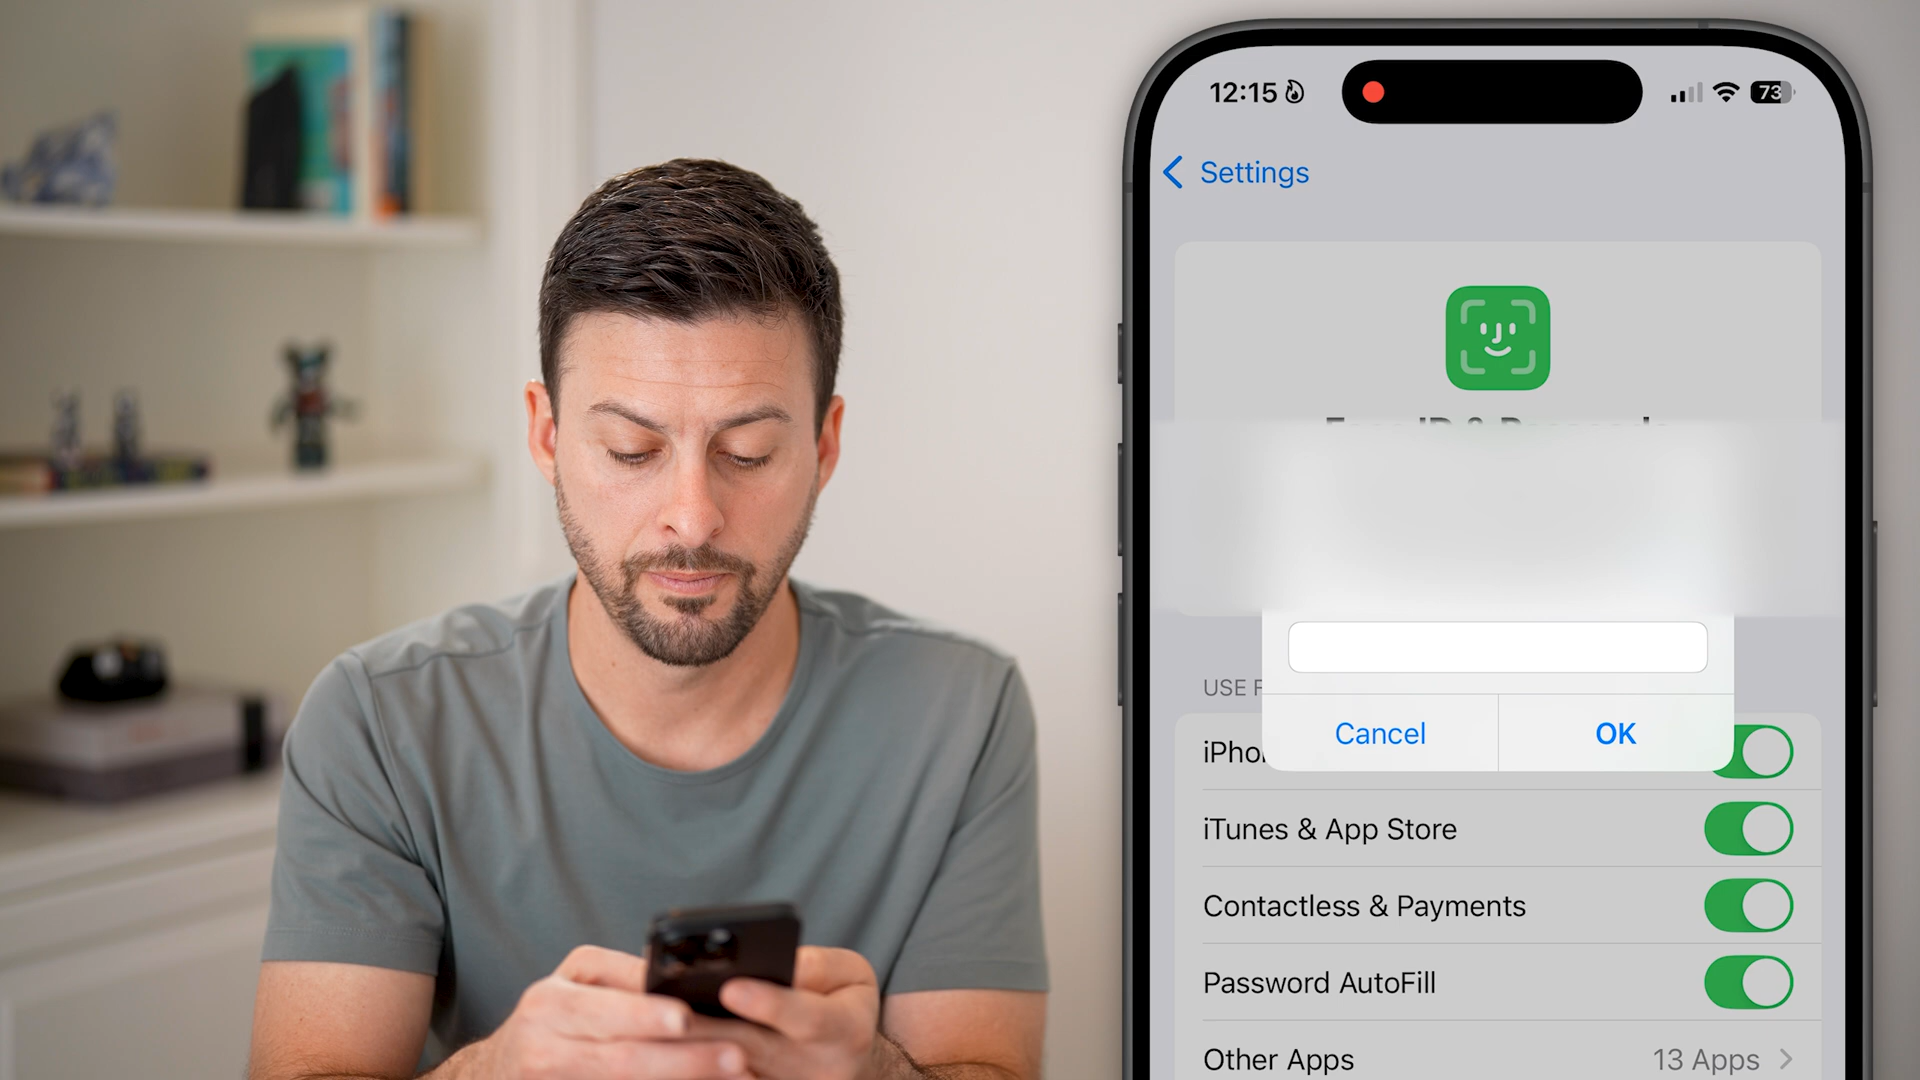 12:15
73
Settings
USE
iPho
iTunes & App Store
Contactless & Payments
Password AutoFill
Other Apps
13 Apps
Cancel
OK